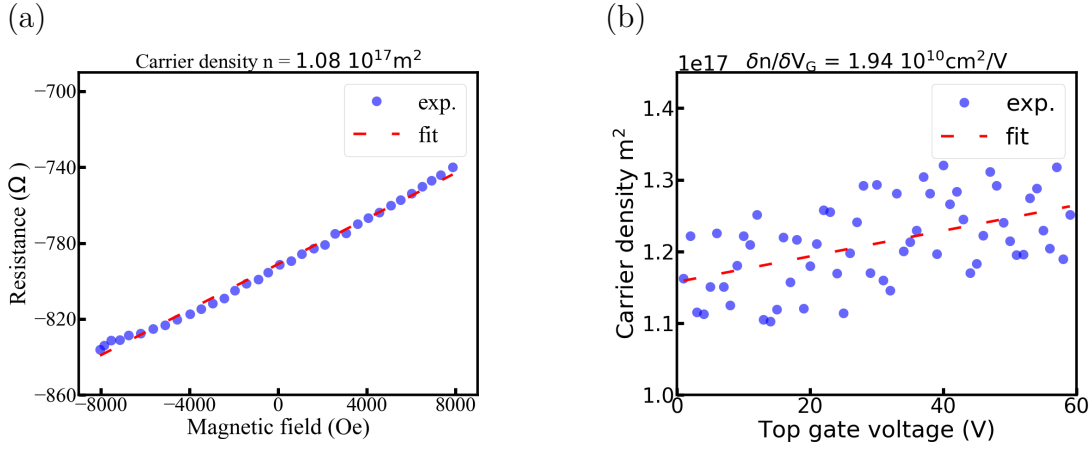 (a)
Carrier density n = 1.08 10¹⁷m²
exp.
fit
−700
−740
−780
−820
−860
Resistance (Ω)
−8000 −4000 0 4000 8000
Magnetic field (Oe)
(b)
1e17 δn/δV_G = 1.94 10¹⁰cm²/V
exp.
fit
1.4
1.3
1.2
1.1
1.0
Carrier density m²
0 20 40 60
Top gate voltage (V)